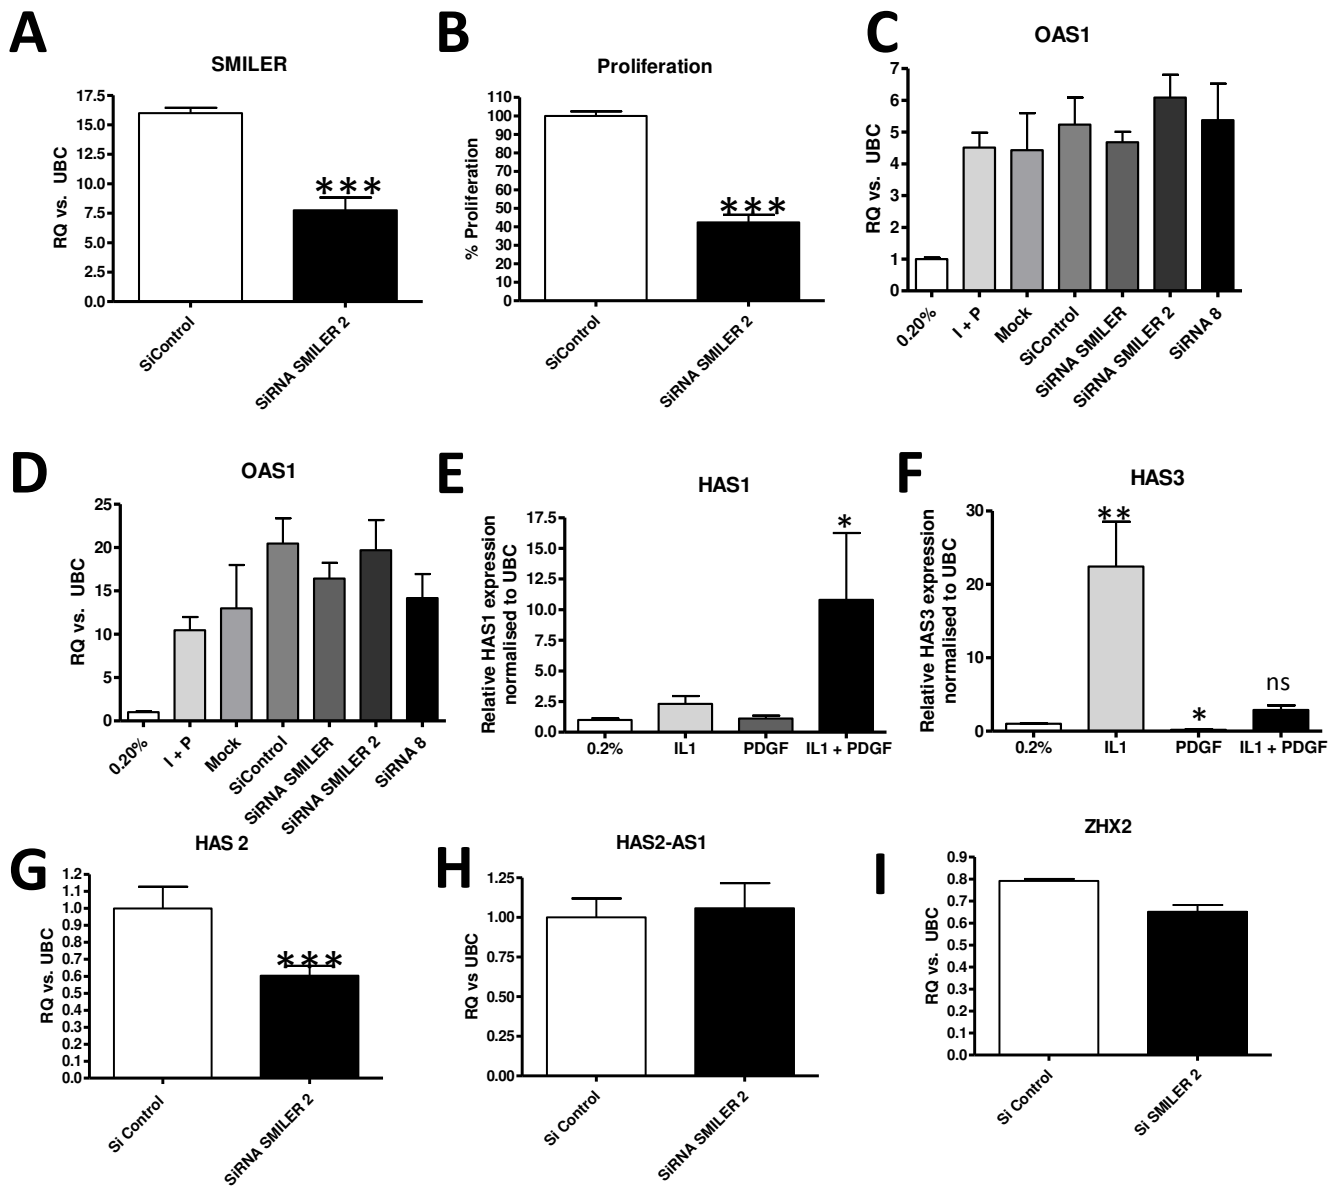 A
SMILER
RQ vs. UBC
17.5
15.0
12.5
10.0
7.5
5.0
2.5
0.0
***
SiControl
SiRNA SMILER 2
B
Proliferation
% Proliferation
110
100
90
80
70
60
50
40
30
20
10
0
***
SiControl
SiRNA SMILER 2
C
OAS1
RQ vs. UBC
7
6
5
4
3
2
1
0
0.20%
I + P
Mock
SiControl
SiRNA SMILER
SiRNA SMILER 2
SiRNA 8
D
OAS1
RQ vs. UBC
25
20
15
10
5
0
0.20%
I + P
Mock
SiControl
SiRNA SMILER
SiRNA SMILER 2
SiRNA 8
E
HAS1
Relative HAS1 expression
normalised to UBC
17.5
15.0
12.5
10.0
7.5
5.0
2.5
0.0
*
0.2%
IL1
PDGF
IL1 + PDGF
F
HAS3
Relative HAS3 expression
normalised to UBC
30
20
10
0
**
*
ns
0.2%
IL1
PDGF
IL1 + PDGF
G
HAS 2
RQ vs. UBC
1.2
1.1
1.0
0.9
0.8
0.7
0.6
0.5
0.4
0.3
0.2
0.1
0.0
***
Si Control
SiRNA SMILER 2
H
HAS2-AS1
RQ vs UBC
1.25
1.00
0.75
0.50
0.25
0.00
Si Control
SiRNA SMILER 2
I
ZHX2
RQ vs. UBC
0.9
0.8
0.7
0.6
0.5
0.4
0.3
0.2
0.1
0.0
Si Control
Si SMILER 2